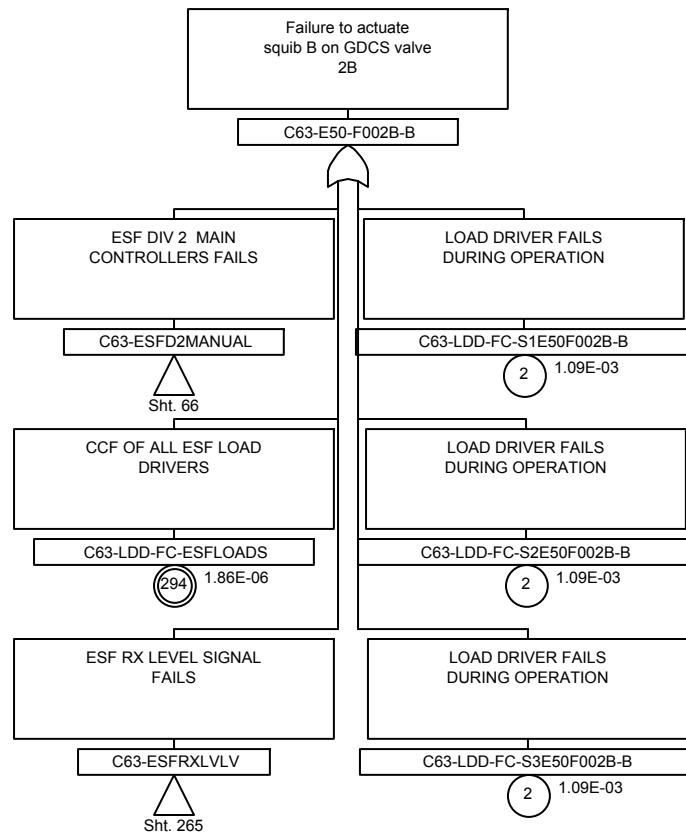 Failure to actuate
squib B on GDCS valve
2B
C63-E50-F002B-B
ESF DIV 2 MAIN
CONTROLLERS FAILS
C63-ESFD2MANUAL
Sht. 66
LOAD DRIVER FAILS
DURING OPERATION
C63-LDD-FC-S1E50F002B-B
2
1.09E-03
CCF OF ALL ESF LOAD
DRIVERS
C63-LDD-FC-ESFLOADS
294
1.86E-06
LOAD DRIVER FAILS
DURING OPERATION
C63-LDD-FC-S2E50F002B-B
2
1.09E-03
ESF RX LEVEL SIGNAL
FAILS
C63-ESFRXLVLV
Sht. 265
LOAD DRIVER FAILS
DURING OPERATION
C63-LDD-FC-S3E50F002B-B
2
1.09E-03